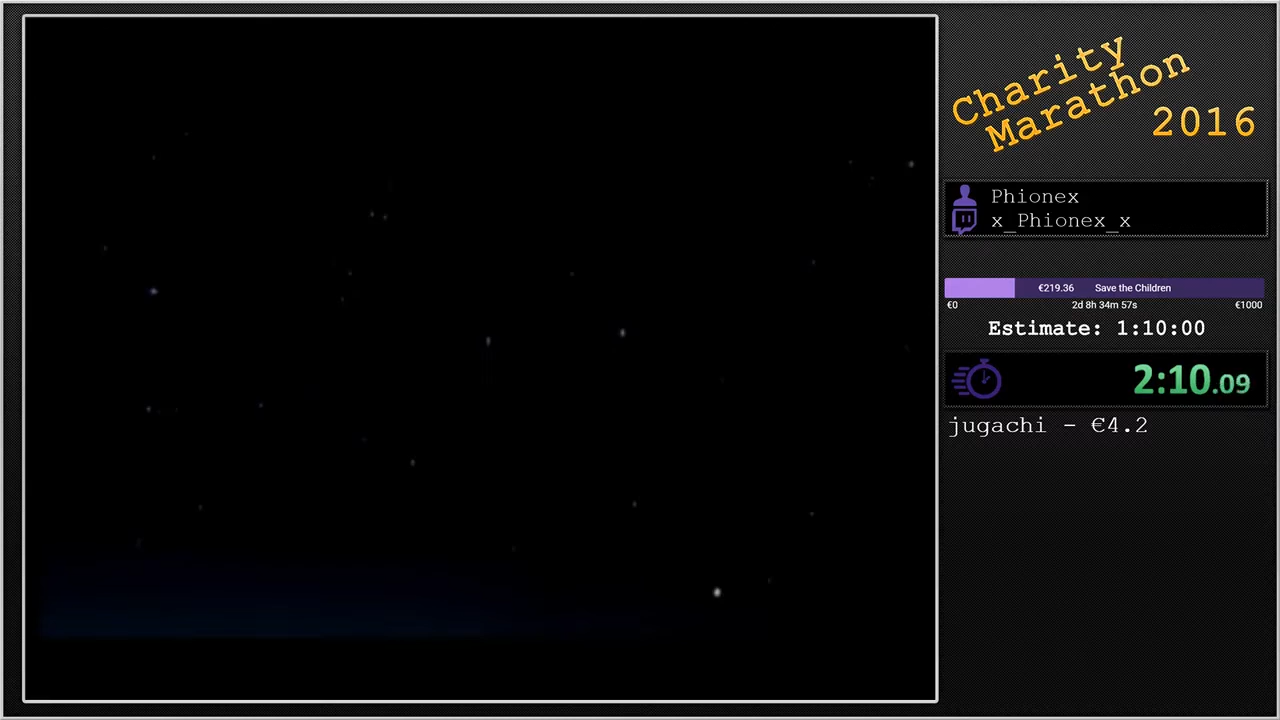 Charity
Marathon
2016
Phionex
x_Phionex_x
€219.36 Save the Children
€0 2d 8h 34m 57s €1000
Estimate: 1:10:00
2:10.09
jugachi - €4.2